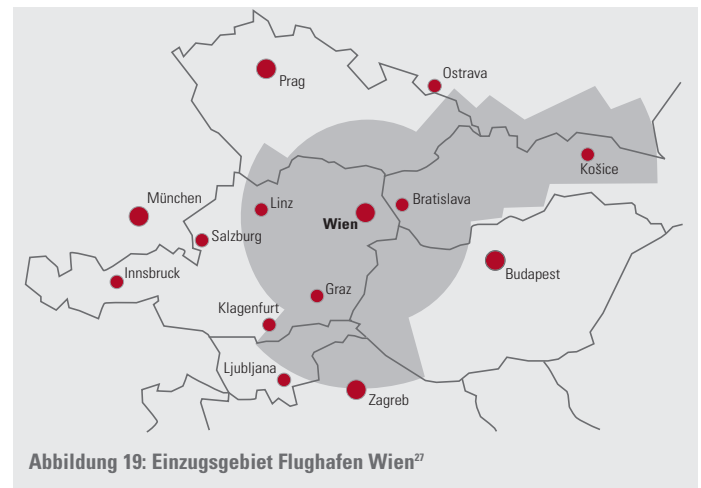 Prag
Ostrava
Košice
München
Linz
Bratislava
Wien
Salzburg
Innsbruck
Budapest
Graz
Klagenfurt
Ljubljana
Zagreb
Abbildung 19: Einzugsgebiet Flughafen Wien²⁷